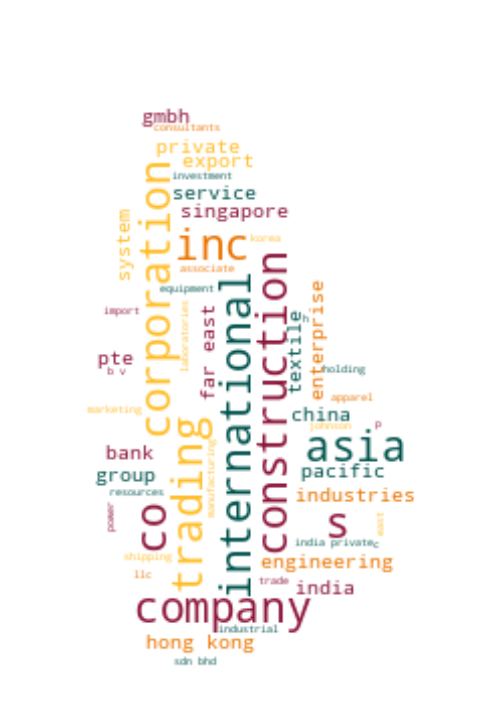 gmbh
consultants
private
export
investment
service
singapore
system
corporation
inc
korea
associate
equipment
import
laboratories
far east
international
construction
textile
h
enterprise
holding
pte
b v
apparel
marketing
china
johnson
p
trading
manufacturing
asia
bank
group
pacific
resources
industries
power
co
s
east
india private
c
shipping
engineering
llc
trade
india
company
industrial
hong kong
sdn bhd